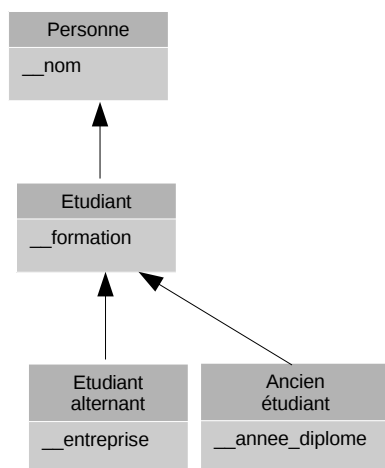 Personne
__nom
Etudiant
__formation
Etudiant
alternant
__entreprise
Ancien
étudiant
__annee_diplome